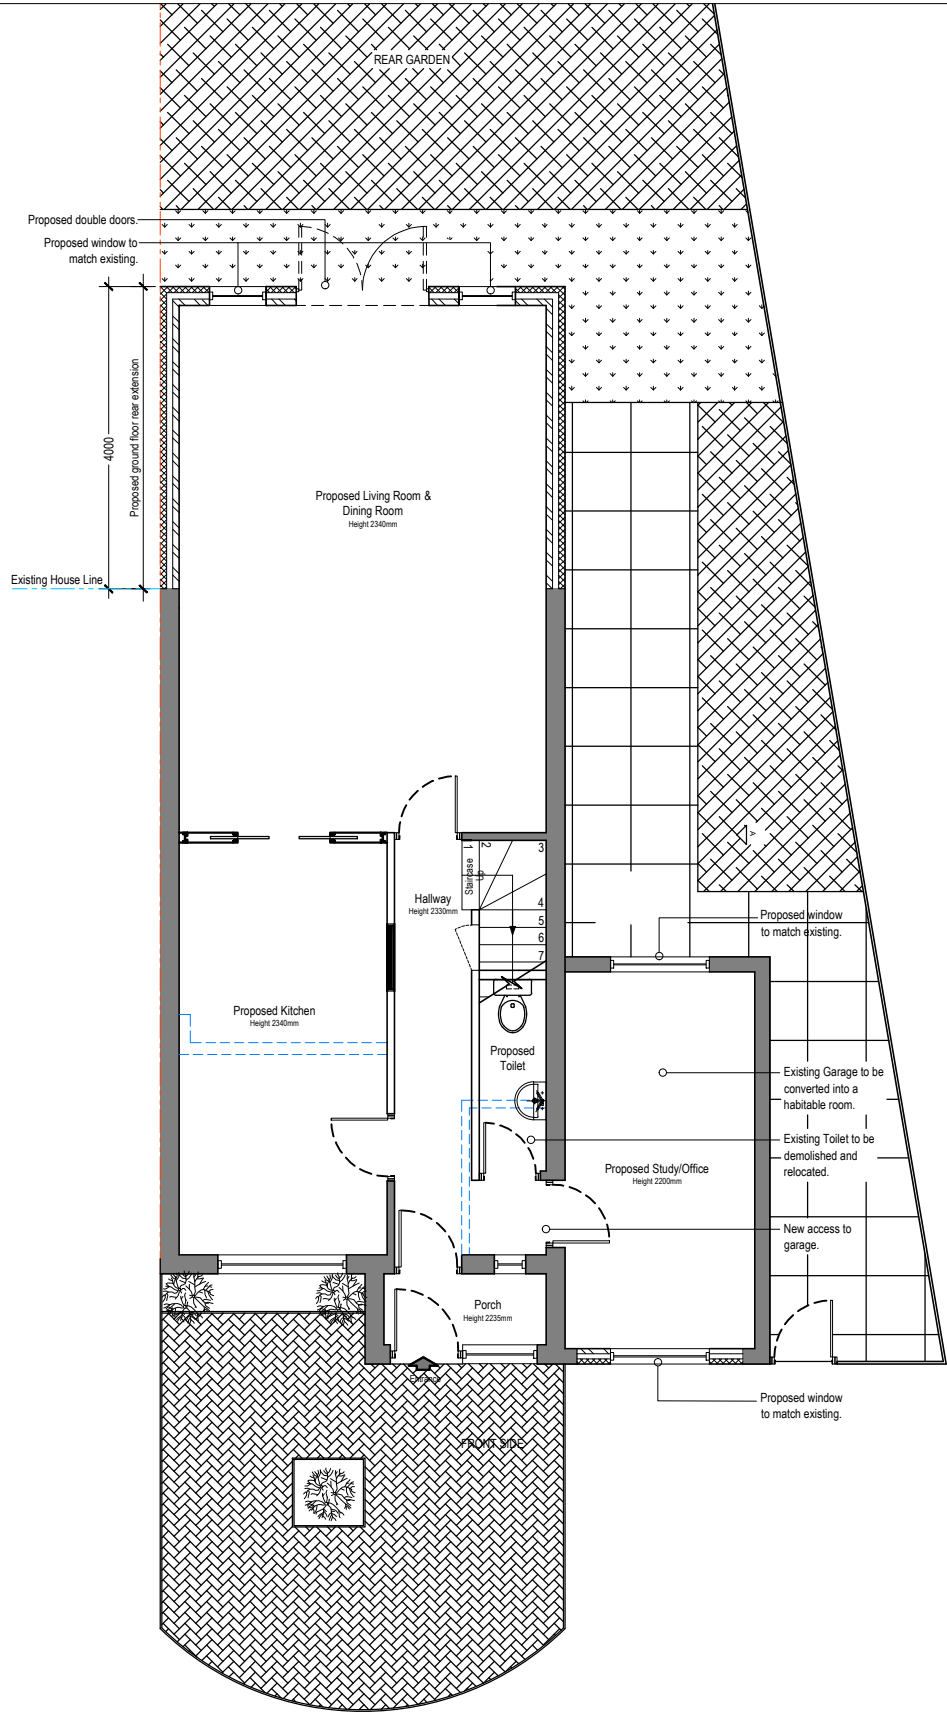 REAR GARDEN
Proposed double doors.
Proposed window to
match existing.
4000
Proposed ground floor rear extension
Existing House Line
Proposed Living Room &
Dining Room
Height 2340mm
Hallway
Height 2330mm
Staircase
up
1
2
3
4
5
6
7
A
Proposed window
to match existing.
Proposed Kitchen
Height 2340mm
Proposed
Toilet
Existing Garage to be
converted into a
habitable room.
Existing Toilet to be
demolished and
relocated.
Proposed Study/Office
Height 2200mm
New access to
garage.
Porch
Height 2235mm
Entrance
Proposed window
to match existing.
FRONT SIDE